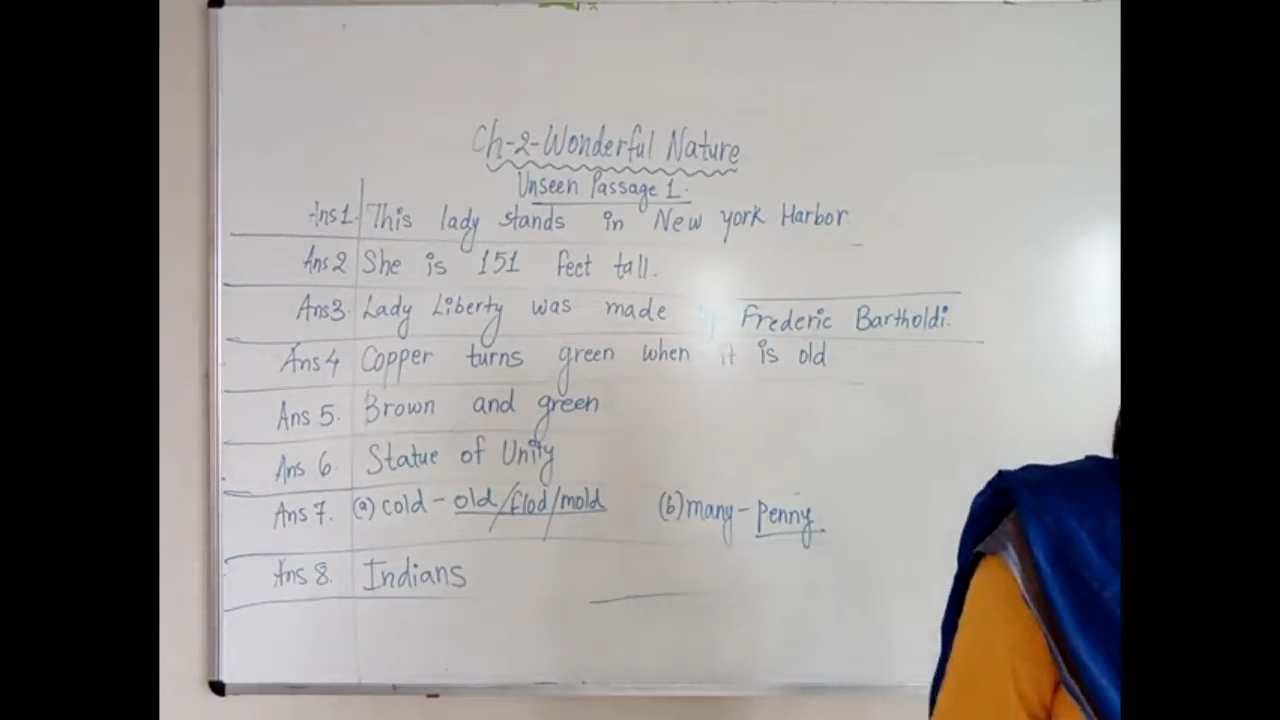 Ch-2-Wonderful Nature
Unseen Passage 1.
Ans1. This lady stands in New york Harbor
Ans2 She is 151 feet tall.
Ans3. Lady Liberty was made by Frederic Bartholdi.
Ans4 Copper turns green when it is old
Ans 5. Brown and green
Ans 6. Statue of Unity
Ans 7. (a) cold - old/flod/mold (b) many - penny.
Ans 8. Indians